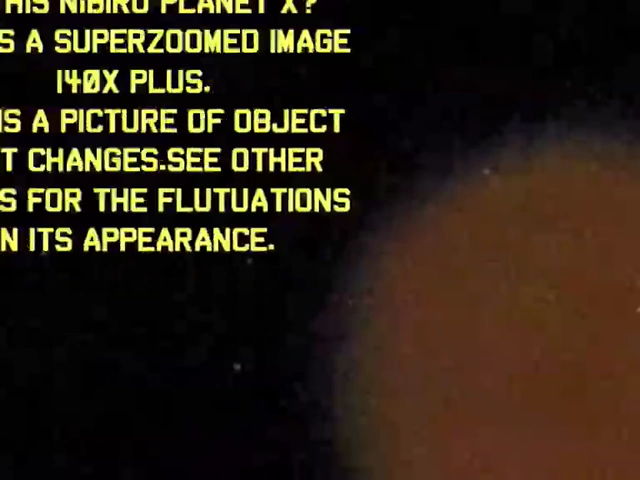 HIS NIBIRU PLANET X?
S A SUPERZOOMED IMAGE
140X PLUS.
IS A PICTURE OF OBJECT
T CHANGES.SEE OTHER
S FOR THE FLUTUATIONS
N ITS APPEARANCE.